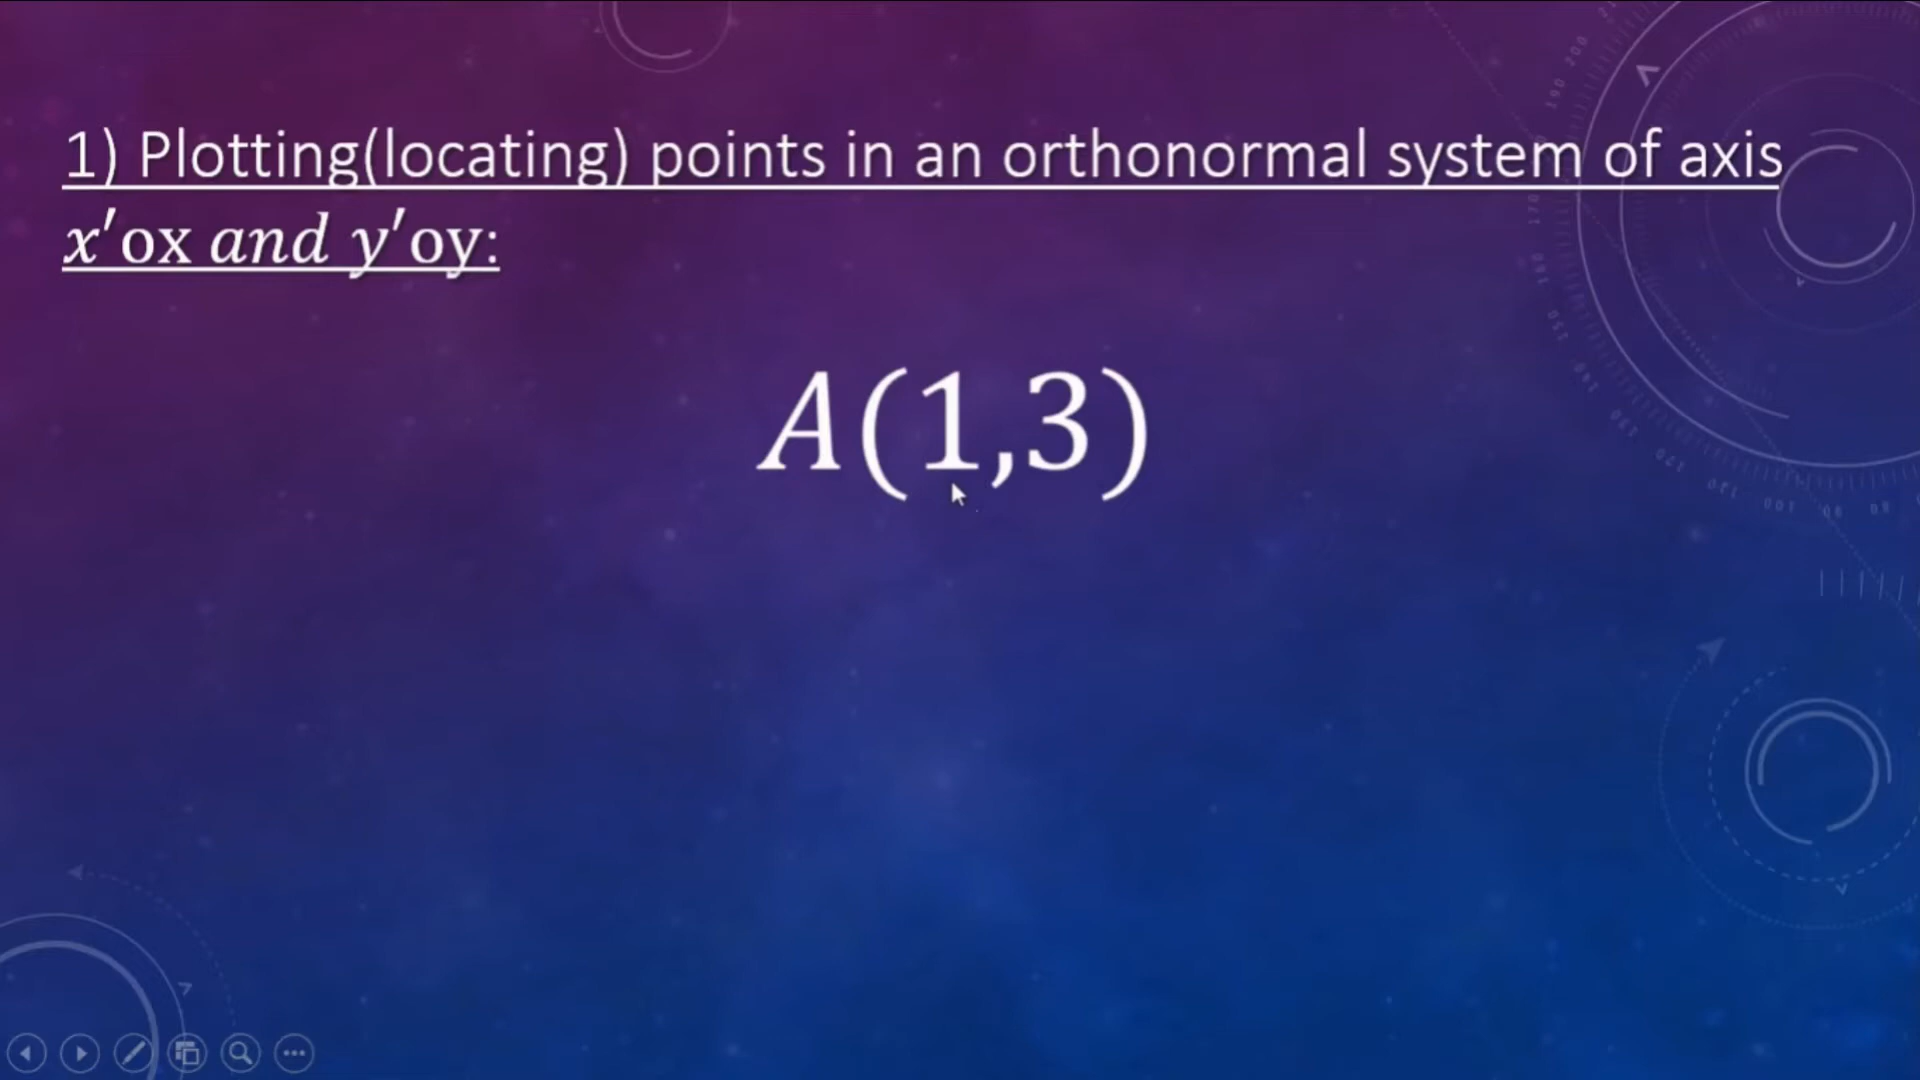 1) Plotting(locating) points in an orthonormal system of axis
x′ox and y′oy:
A(1,3)